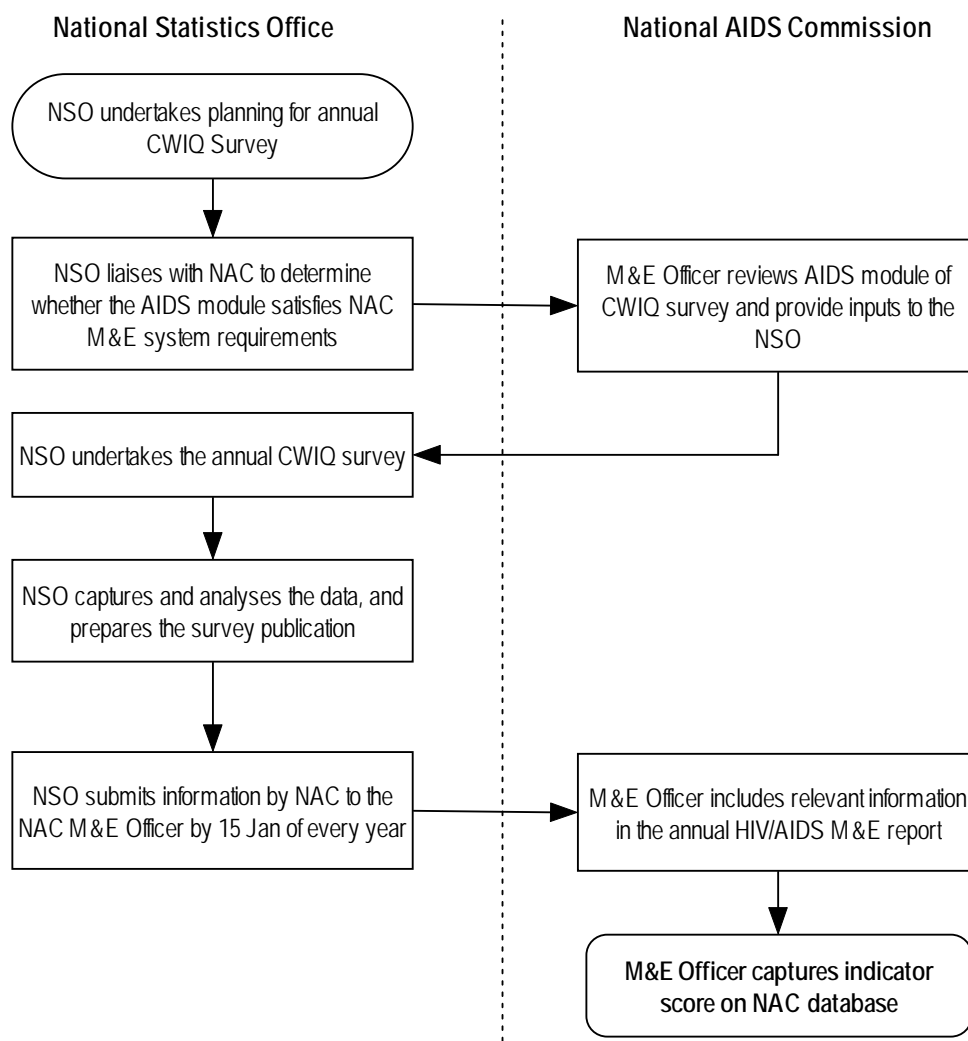 National Statistics Office
National AIDS Commission
NSO undertakes planning for annual
CWIQ Survey
NSO liaises with NAC to determine
whether the AIDS module satisfies NAC
M&E system requirements
M&E Officer reviews AIDS module of
CWIQ survey and provide inputs to the
NSO
NSO undertakes the annual CWIQ survey
NSO captures and analyses the data, and
prepares the survey publication
NSO submits information by NAC to the
NAC M&E Officer by 15 Jan of every year
M&E Officer includes relevant information
in the annual HIV/AIDS M&E report
M&E Officer captures indicator
score on NAC database